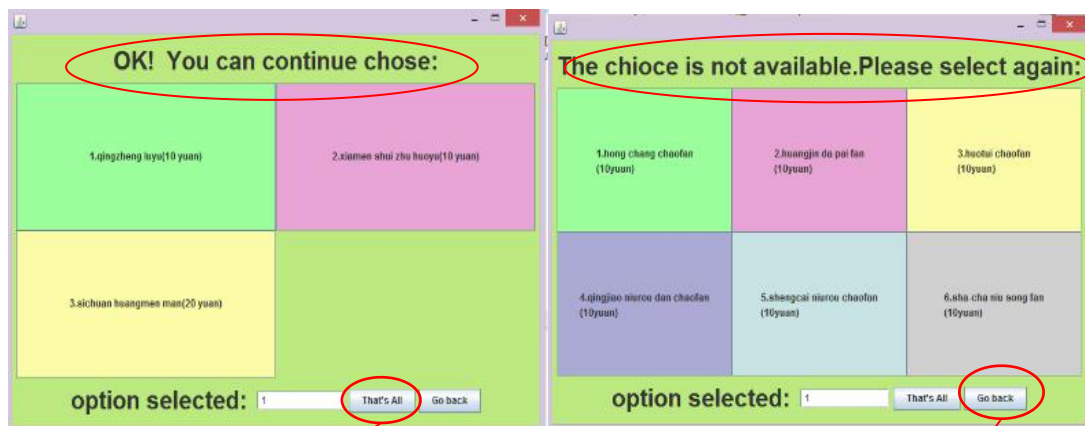 OK! You can continue chose:
1.qingzheng luyu(10 yuan)
2.xiamen shui zhu huoyu(10 yuan)
3.sichuan huangmen man(20 yuan)
option selected: 1 That's All Go back
The chioce is not available.Please select again:
1.hong chang chaofan
(10yuan)
2.huangjin da pai fan
(10yuan)
3.huotui chaofan
(10yuan)
4.qingjiao niurou dan chaofan
(10yuan)
5.shengcai niurou chaofan
(10yuan)
6.sha cha niu song fan
(10yuan)
option selected: 1 That's All Go back